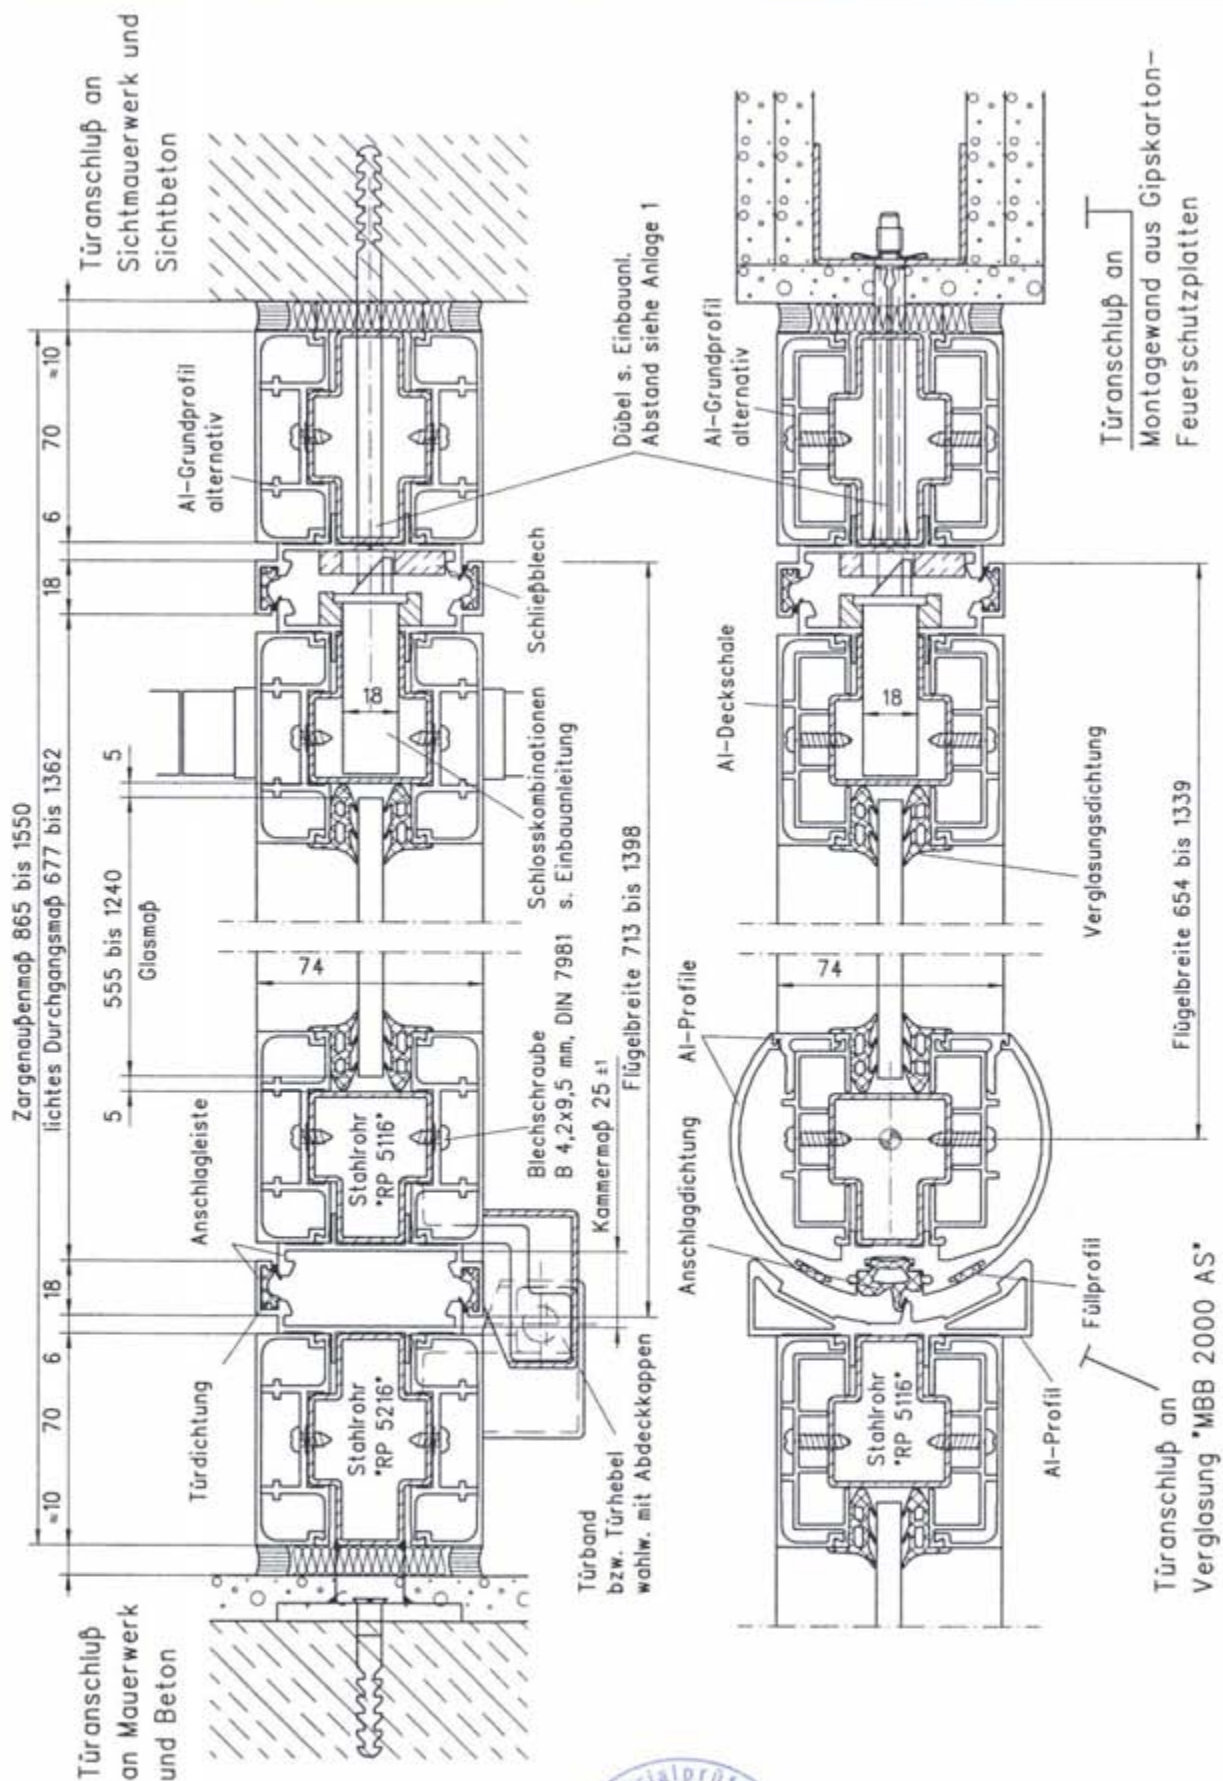 Zargenaußenmaß 865 bis 1550
lichtes Durchgangsmaß 677 bis 1362
≈10
70
6
18
5
555 bis 1240
5
18
6
70
≈10
Glasmaß
Türanschluß
an Mauerwerk
und Beton
Türanschluß an
Sichtmauerwerk und
Sichtbeton
Türdichtung
Anschlagleiste
Al-Grundprofil
alternativ
Stahlrohr
"RP 5216"
Stahlrohr
"RP 5116"
74
18
Türband
bzw. Türhebel
wahlw. mit Abdeckkappen
Blechschraube
B 4,2x9,5 mm, DIN 7981
Kammermaß 25 ±1
Schlosskombinationen
s. Einbauanleitung
Schließblech
Flügelbreite 713 bis 1398
Dübel s. Einbauanl.
Abstand siehe Anlage 1
Anschlagdichtung
Al-Profile
Al-Deckschale
Al-Grundprofil
alternativ
Stahlrohr
"RP 5116"
74
18
Al-Profil
Füllprofil
Verglasungsdichtung
Flügelbreite 654 bis 1339
Türanschluß an
Verglasung "MBB 2000 AS"
Türanschluß an
Montagewand aus Gipskarton-
Feuerschutzplatten